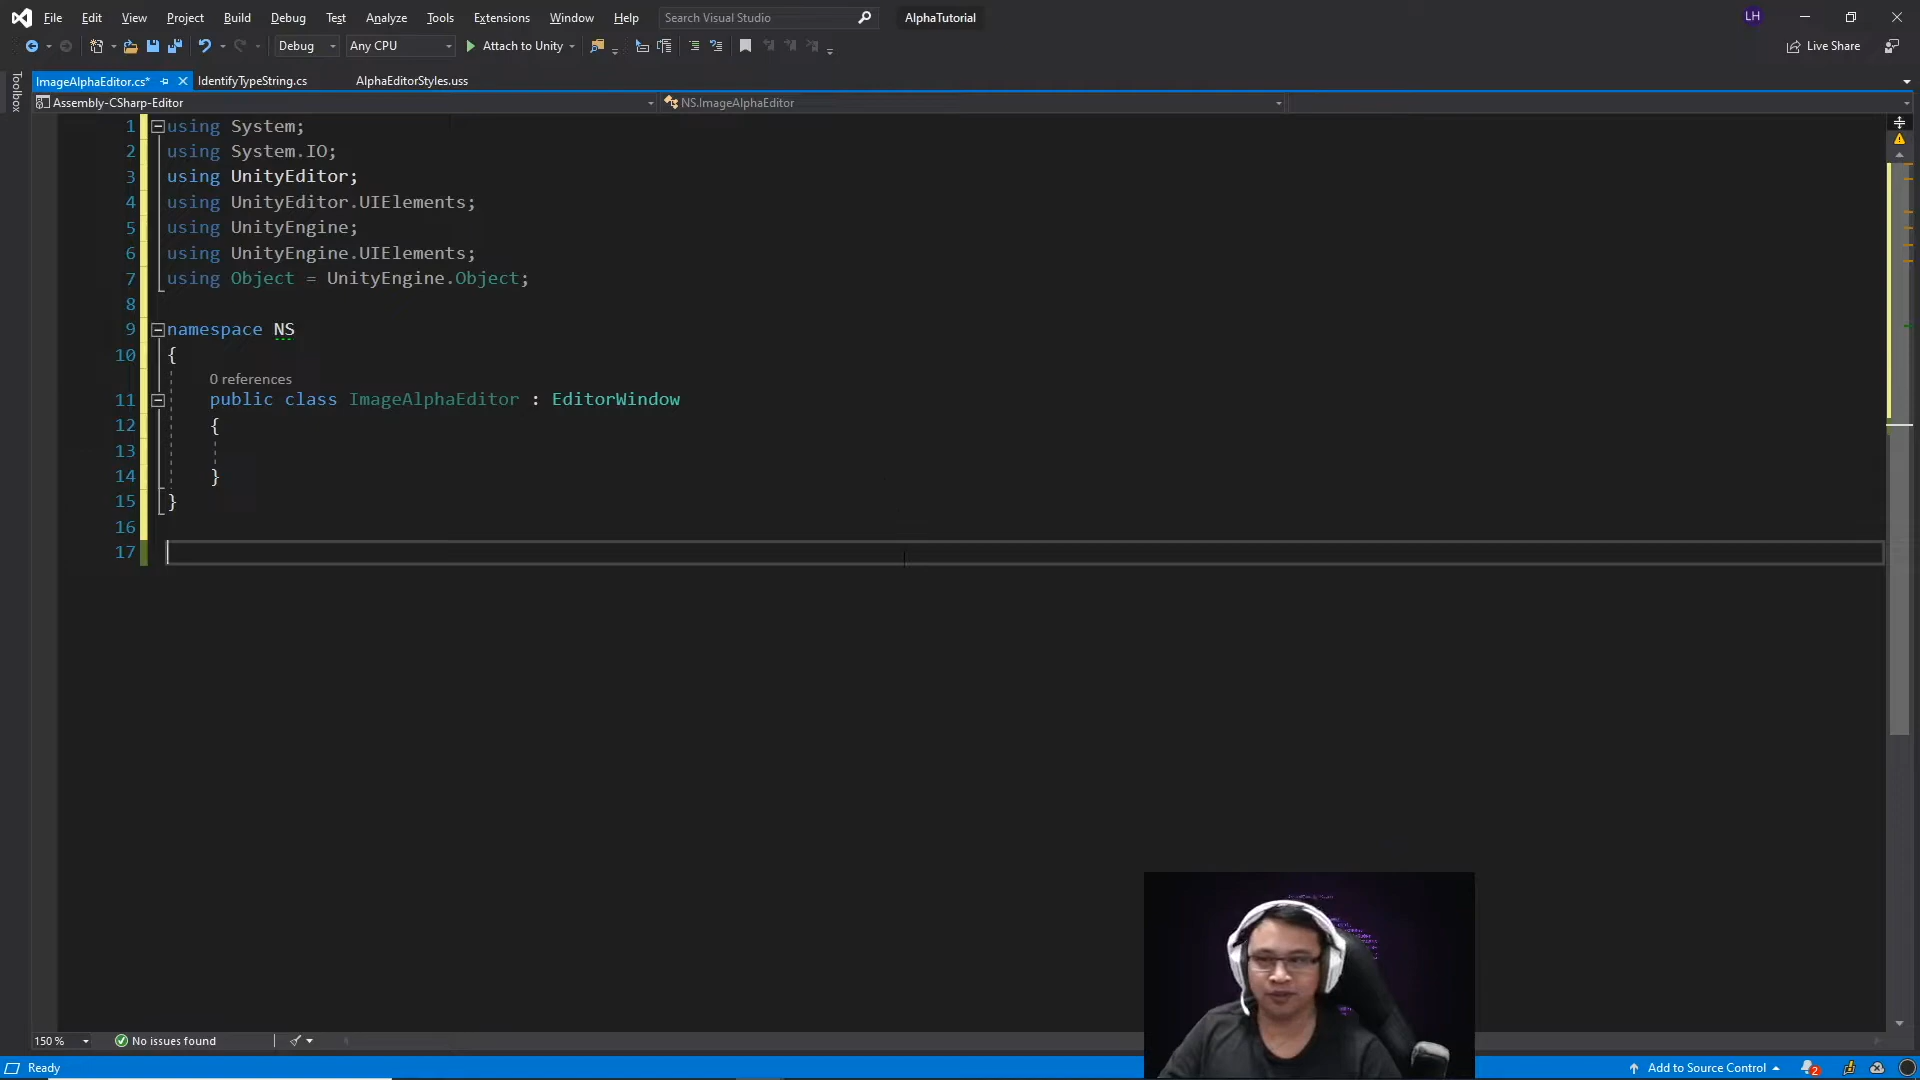 File Edit View Project Build Debug Test Analyze Tools Extensions Window Help Search Visual Studio AlphaTutorial LH
Debug Any CPU Attach to Unity Live Share
ImageAlphaEditor.cs* IdentifyTypeString.cs AlphaEditorStyles.uss
Toolbox
Assembly-CSharp-Editor NS.ImageAlphaEditor
1 using System;
2 using System.IO;
3 using UnityEditor;
4 using UnityEditor.UIElements;
5 using UnityEngine;
6 using UnityEngine.UIElements;
7 using Object = UnityEngine.Object;
8
9 namespace NS
10 {
0 references
11 public class ImageAlphaEditor : EditorWindow
12 {
13
14 }
15 }
16
17
150 % No issues found
Ready Add to Source Control 2